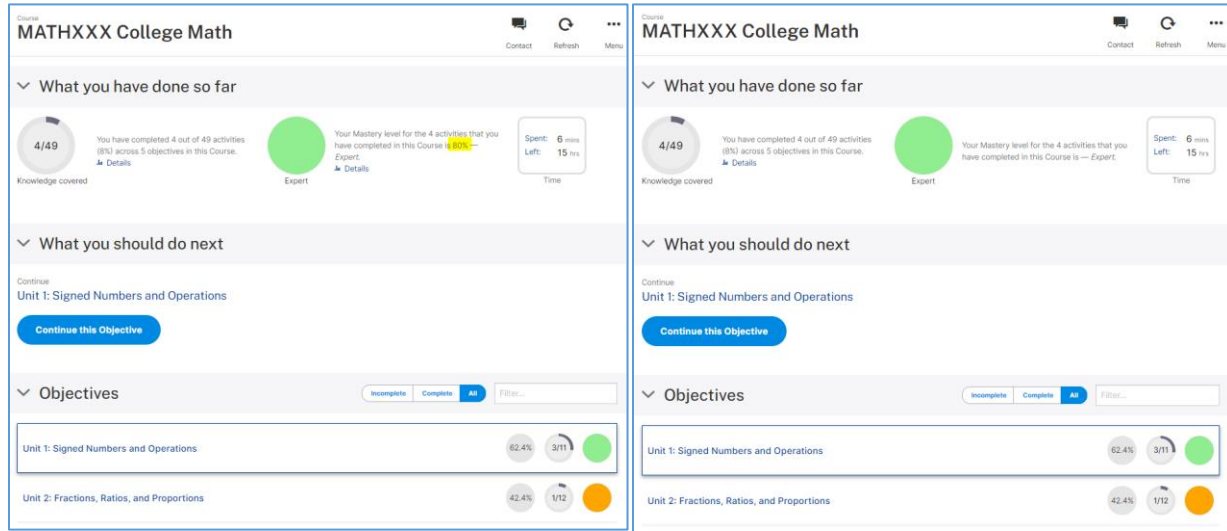 Course
MATHXXX College Math
Contact
Refresh
Menu
What you have done so far
4/49
Knowledge covered
You have completed 4 out of 49 activities
(8%) across 5 objectives in this Course.
Details
Expert
Your Mastery level for the 4 activities that you
have completed in this Course is 80% —
Expert.
Details
Spent: 6 mins
Left: 15 hrs
Time
What you should do next
Continue
Unit 1: Signed Numbers and Operations
Continue this Objective
Objectives
Incomplete
Complete
All
Filter...
Unit 1: Signed Numbers and Operations
62.4%
3/11
Unit 2: Fractions, Ratios, and Proportions
42.4%
1/12
Course
MATHXXX College Math
Contact
Refresh
Menu
What you have done so far
4/49
Knowledge covered
You have completed 4 out of 49 activities
(8%) across 5 objectives in this Course.
Details
Expert
Your Mastery level for the 4 activities that you
have completed in this Course is — Expert.
Spent: 6 mins
Left: 15 hrs
Time
What you should do next
Continue
Unit 1: Signed Numbers and Operations
Continue this Objective
Objectives
Incomplete
Complete
All
Filter...
Unit 1: Signed Numbers and Operations
62.4%
3/11
Unit 2: Fractions, Ratios, and Proportions
42.4%
1/12